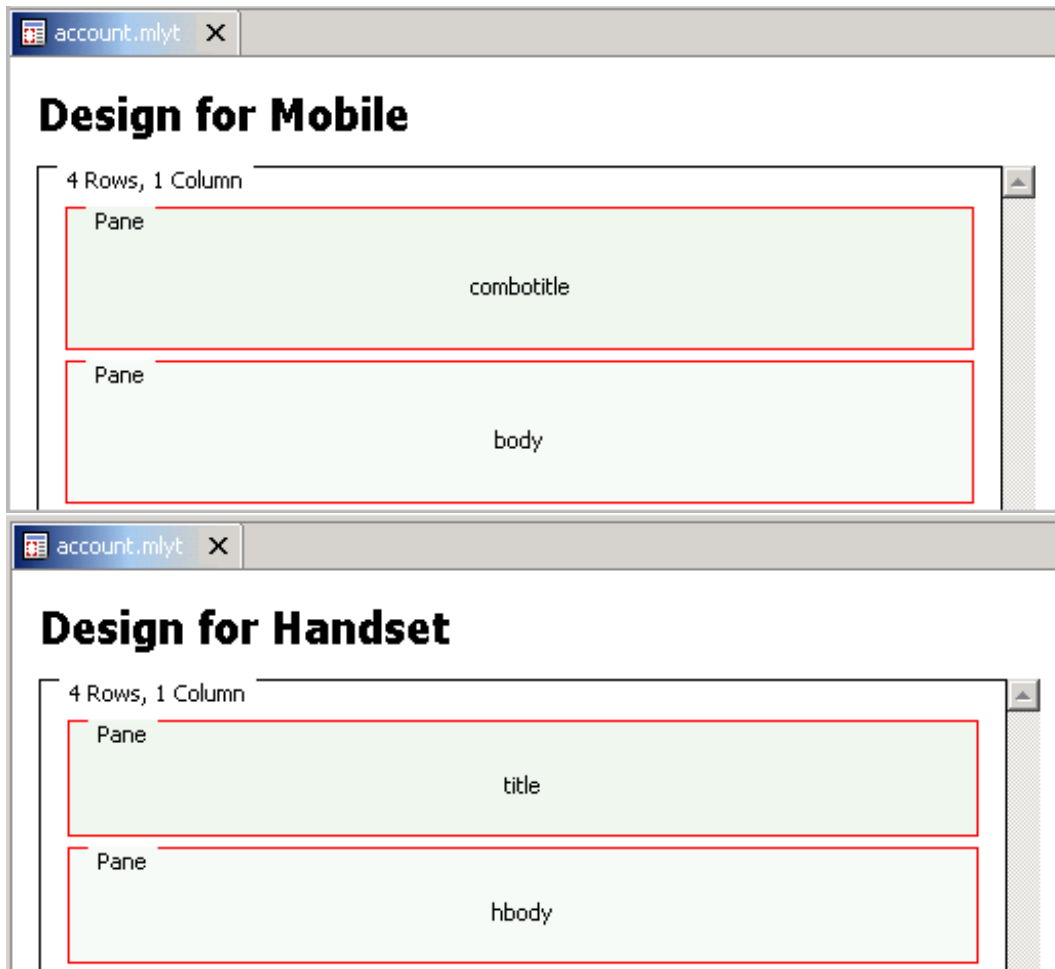 account.mlyt
Design for Mobile
4 Rows, 1 Column
Pane
combotitle
Pane
body
account.mlyt
Design for Handset
4 Rows, 1 Column
Pane
title
Pane
hbody